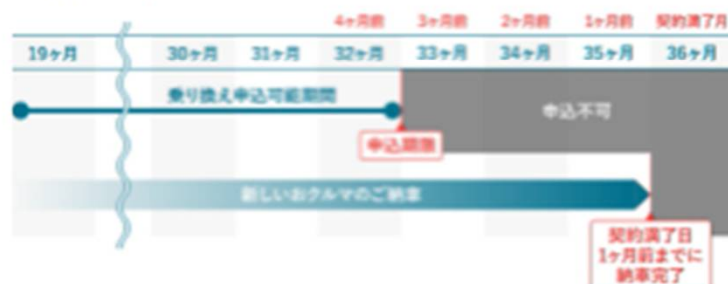 4ヶ月前 3ヶ月前 2ヶ月前 1ヶ月前 契約満了月
19ヶ月 30ヶ月 31ヶ月 32ヶ月 33ヶ月 34ヶ月 35ヶ月 36ヶ月
乗り換え申込可能期間
申込不可
申込期限
新しいおクルマのご納車
契約満了日
1ヶ月前までに
納車完了